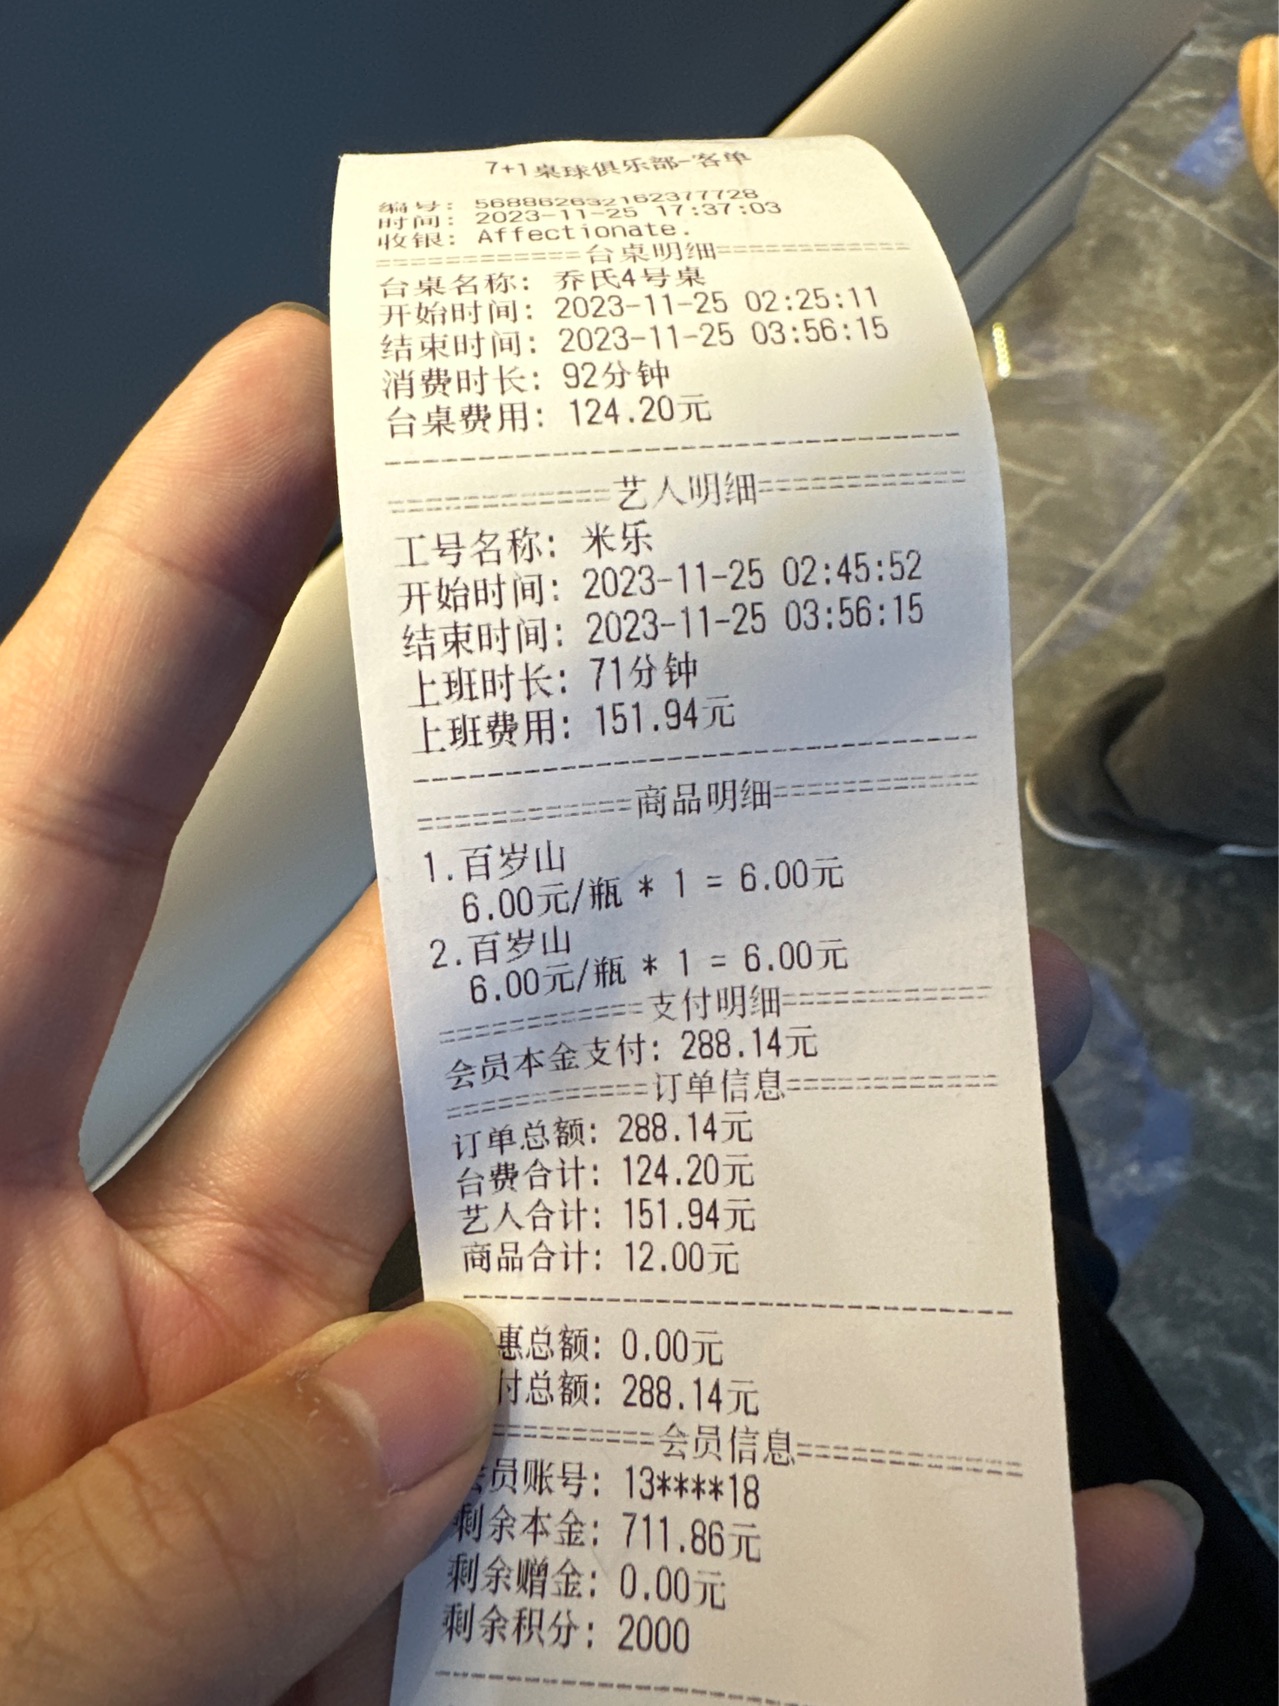 7+1桌球俱乐部-客单
编号: 568862632162377728
时间: 2023-11-25 17:37:03
收银: Affectionate.
============台桌明细============
台桌名称: 乔氏4号桌
开始时间: 2023-11-25 02:25:11
结束时间: 2023-11-25 03:56:15
消费时长: 92分钟
台桌费用: 124.20元
--------------------------------
============艺人明细============
工号名称: 米乐
开始时间: 2023-11-25 02:45:52
结束时间: 2023-11-25 03:56:15
上班时长: 71分钟
上班费用: 151.94元
--------------------------------
============商品明细============
1.百岁山
6.00元/瓶 * 1 = 6.00元
2.百岁山
6.00元/瓶 * 1 = 6.00元
============支付明细============
会员本金支付: 288.14元
============订单信息============
订单总额: 288.14元
台费合计: 124.20元
艺人合计: 151.94元
商品合计: 12.00元
--------------------------------
惠总额: 0.00元
付总额: 288.14元
============会员信息============
会员账号: 13****18
剩余本金: 711.86元
剩余赠金: 0.00元
剩余积分: 2000
--------------------------------